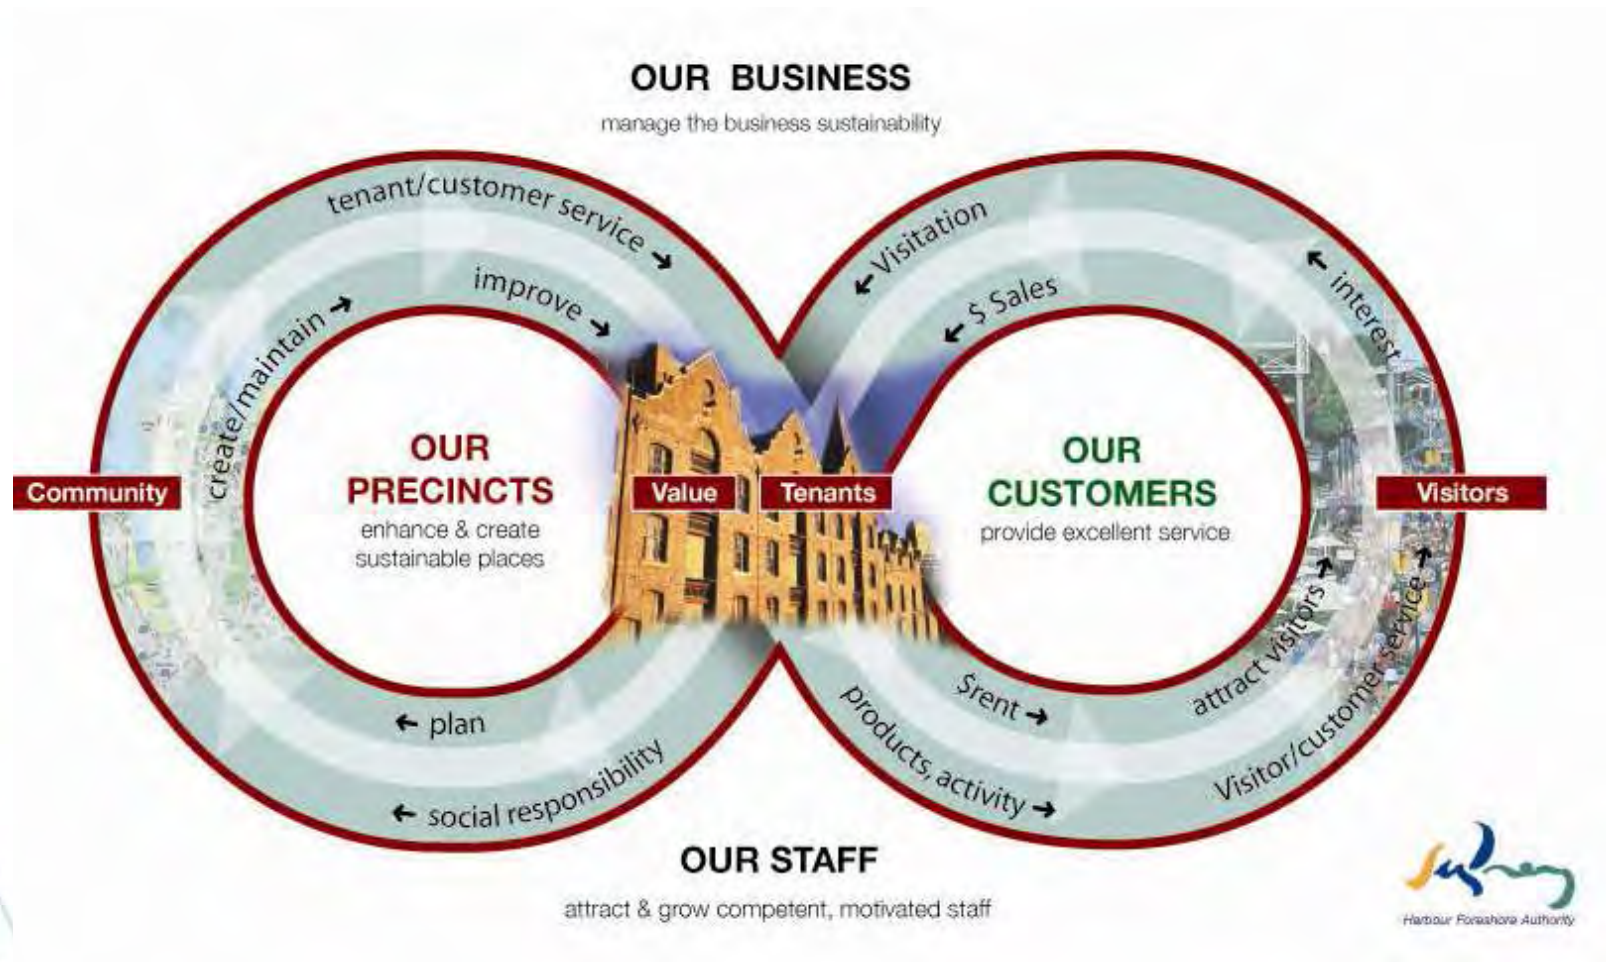 OUR BUSINESS
manage the business sustainability
tenant/customer service
improve
create/maintain
Visitation
$ Sales
interest
Community
OUR
PRECINCTS
enhance & create
sustainable places
Value
Tenants
OUR
CUSTOMERS
provide excellent service
Visitors
plan
social responsibility
$rent
products, activity
attract visitors
Visitor/customer service
OUR STAFF
attract & grow competent, motivated staff
Sydney
Harbour Foreshore Authority